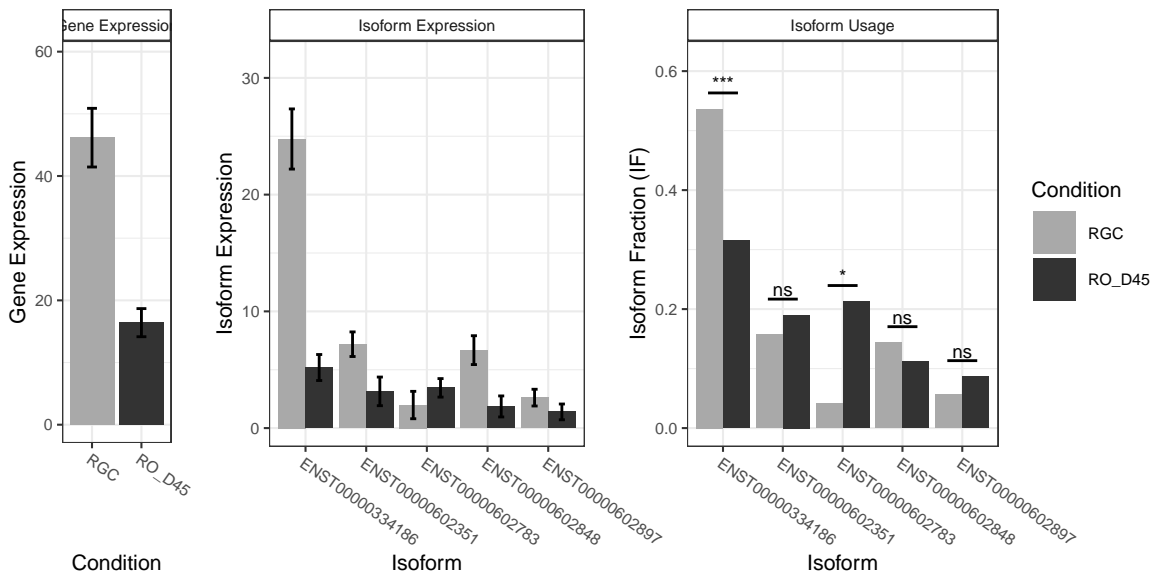 Gene Expression
Isoform Expression
Isoform Usage
Gene Expression
60
40
20
0
RGC
RO_D45
Condition
Isoform Expression
30
20
10
0
ENST00000334186
ENST00000602351
ENST00000602783
ENST00000602848
ENST00000602897
Isoform
Isoform Fraction (IF)
0.6
0.4
0.2
0.0
***
ns
*
ns
ns
ENST00000334186
ENST00000602351
ENST00000602783
ENST00000602848
ENST00000602897
Isoform
Condition
RGC
RO_D45